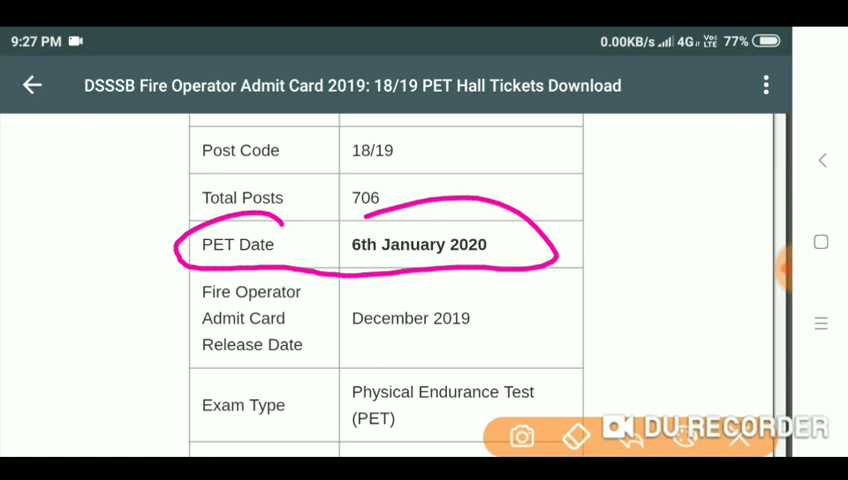 9:27 PM 0.00KB/s 4G VoLTE 77%
DSSSB Fire Operator Admit Card 2019: 18/19 PET Hall Tickets Download
Post Code 18/19
Total Posts 706
PET Date 6th January 2020
Fire Operator
Admit Card
Release Date
December 2019
Exam Type
Physical Endurance Test
(PET)
DU RECORDER